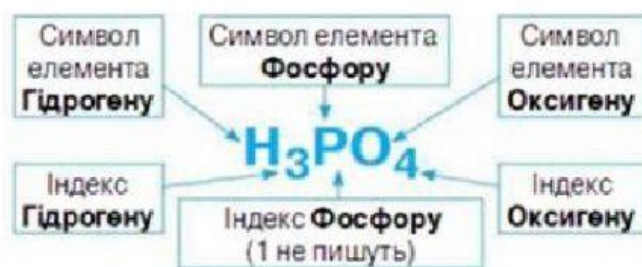 Символ
елемента
Гідрогену
Символ елемента
Фосфору
Символ
елемента
Оксигену
H₃PO₄
Індекс
Гідрогену
Індекс Фосфору
(1 не пишуть)
Індекс
Оксигену